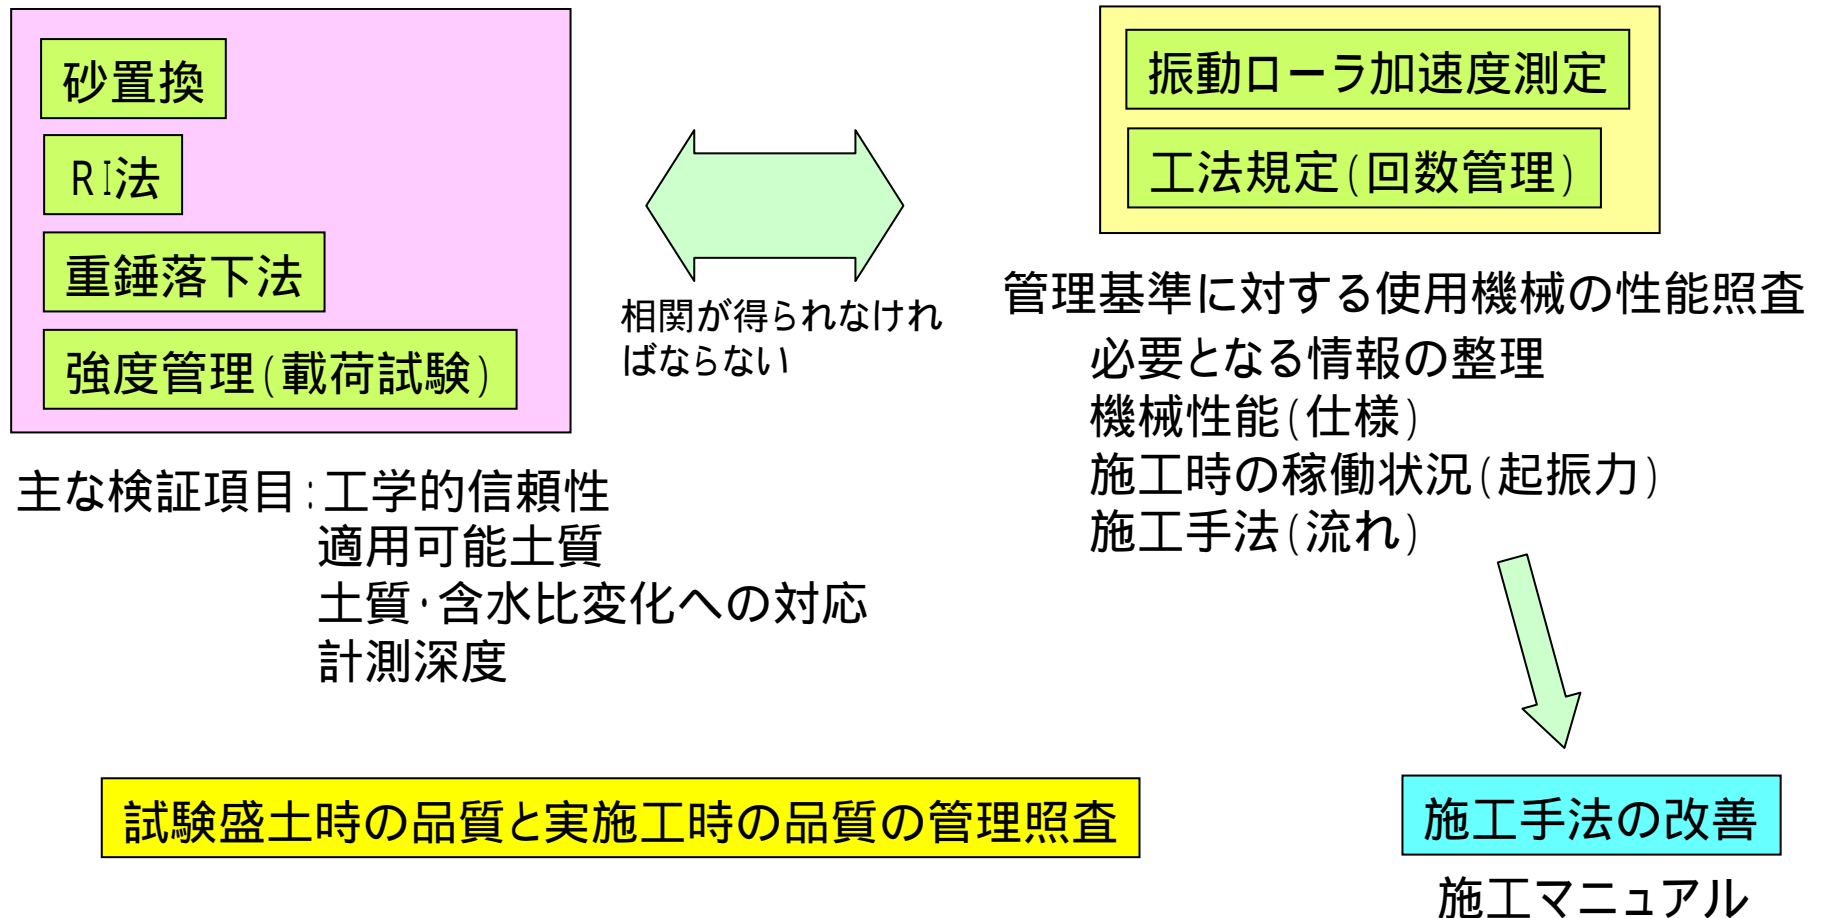 砂置換
RI法
重錘落下法
強度管理(載荷試験)
主な検証項目:工学的信頼性
適用可能土質
土質・含水比変化への対応
計測深度
相関が得られなけれ
ばならない
振動ローラ加速度測定
工法規定(回数管理)
管理基準に対する使用機械の性能照査
必要となる情報の整理
機械性能(仕様)
施工時の稼働状況(起振力)
施工手法(流れ)
試験盛土時の品質と実施工時の品質の管理照査
施工手法の改善
施工マニュアル